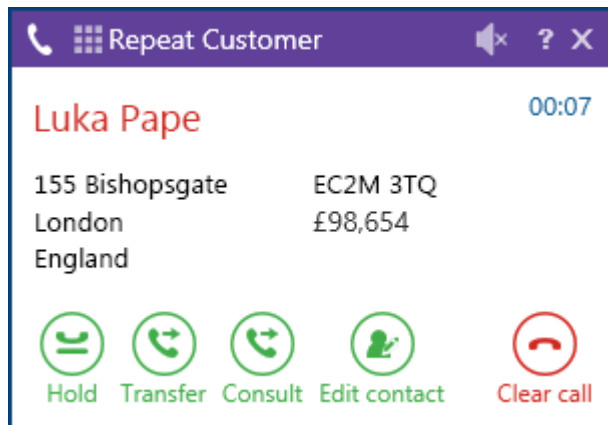 Repeat Customer ? X
Luka Pape 00:07
155 Bishopsgate EC2M 3TQ
London £98,654
England
Hold Transfer Consult Edit contact Clear call